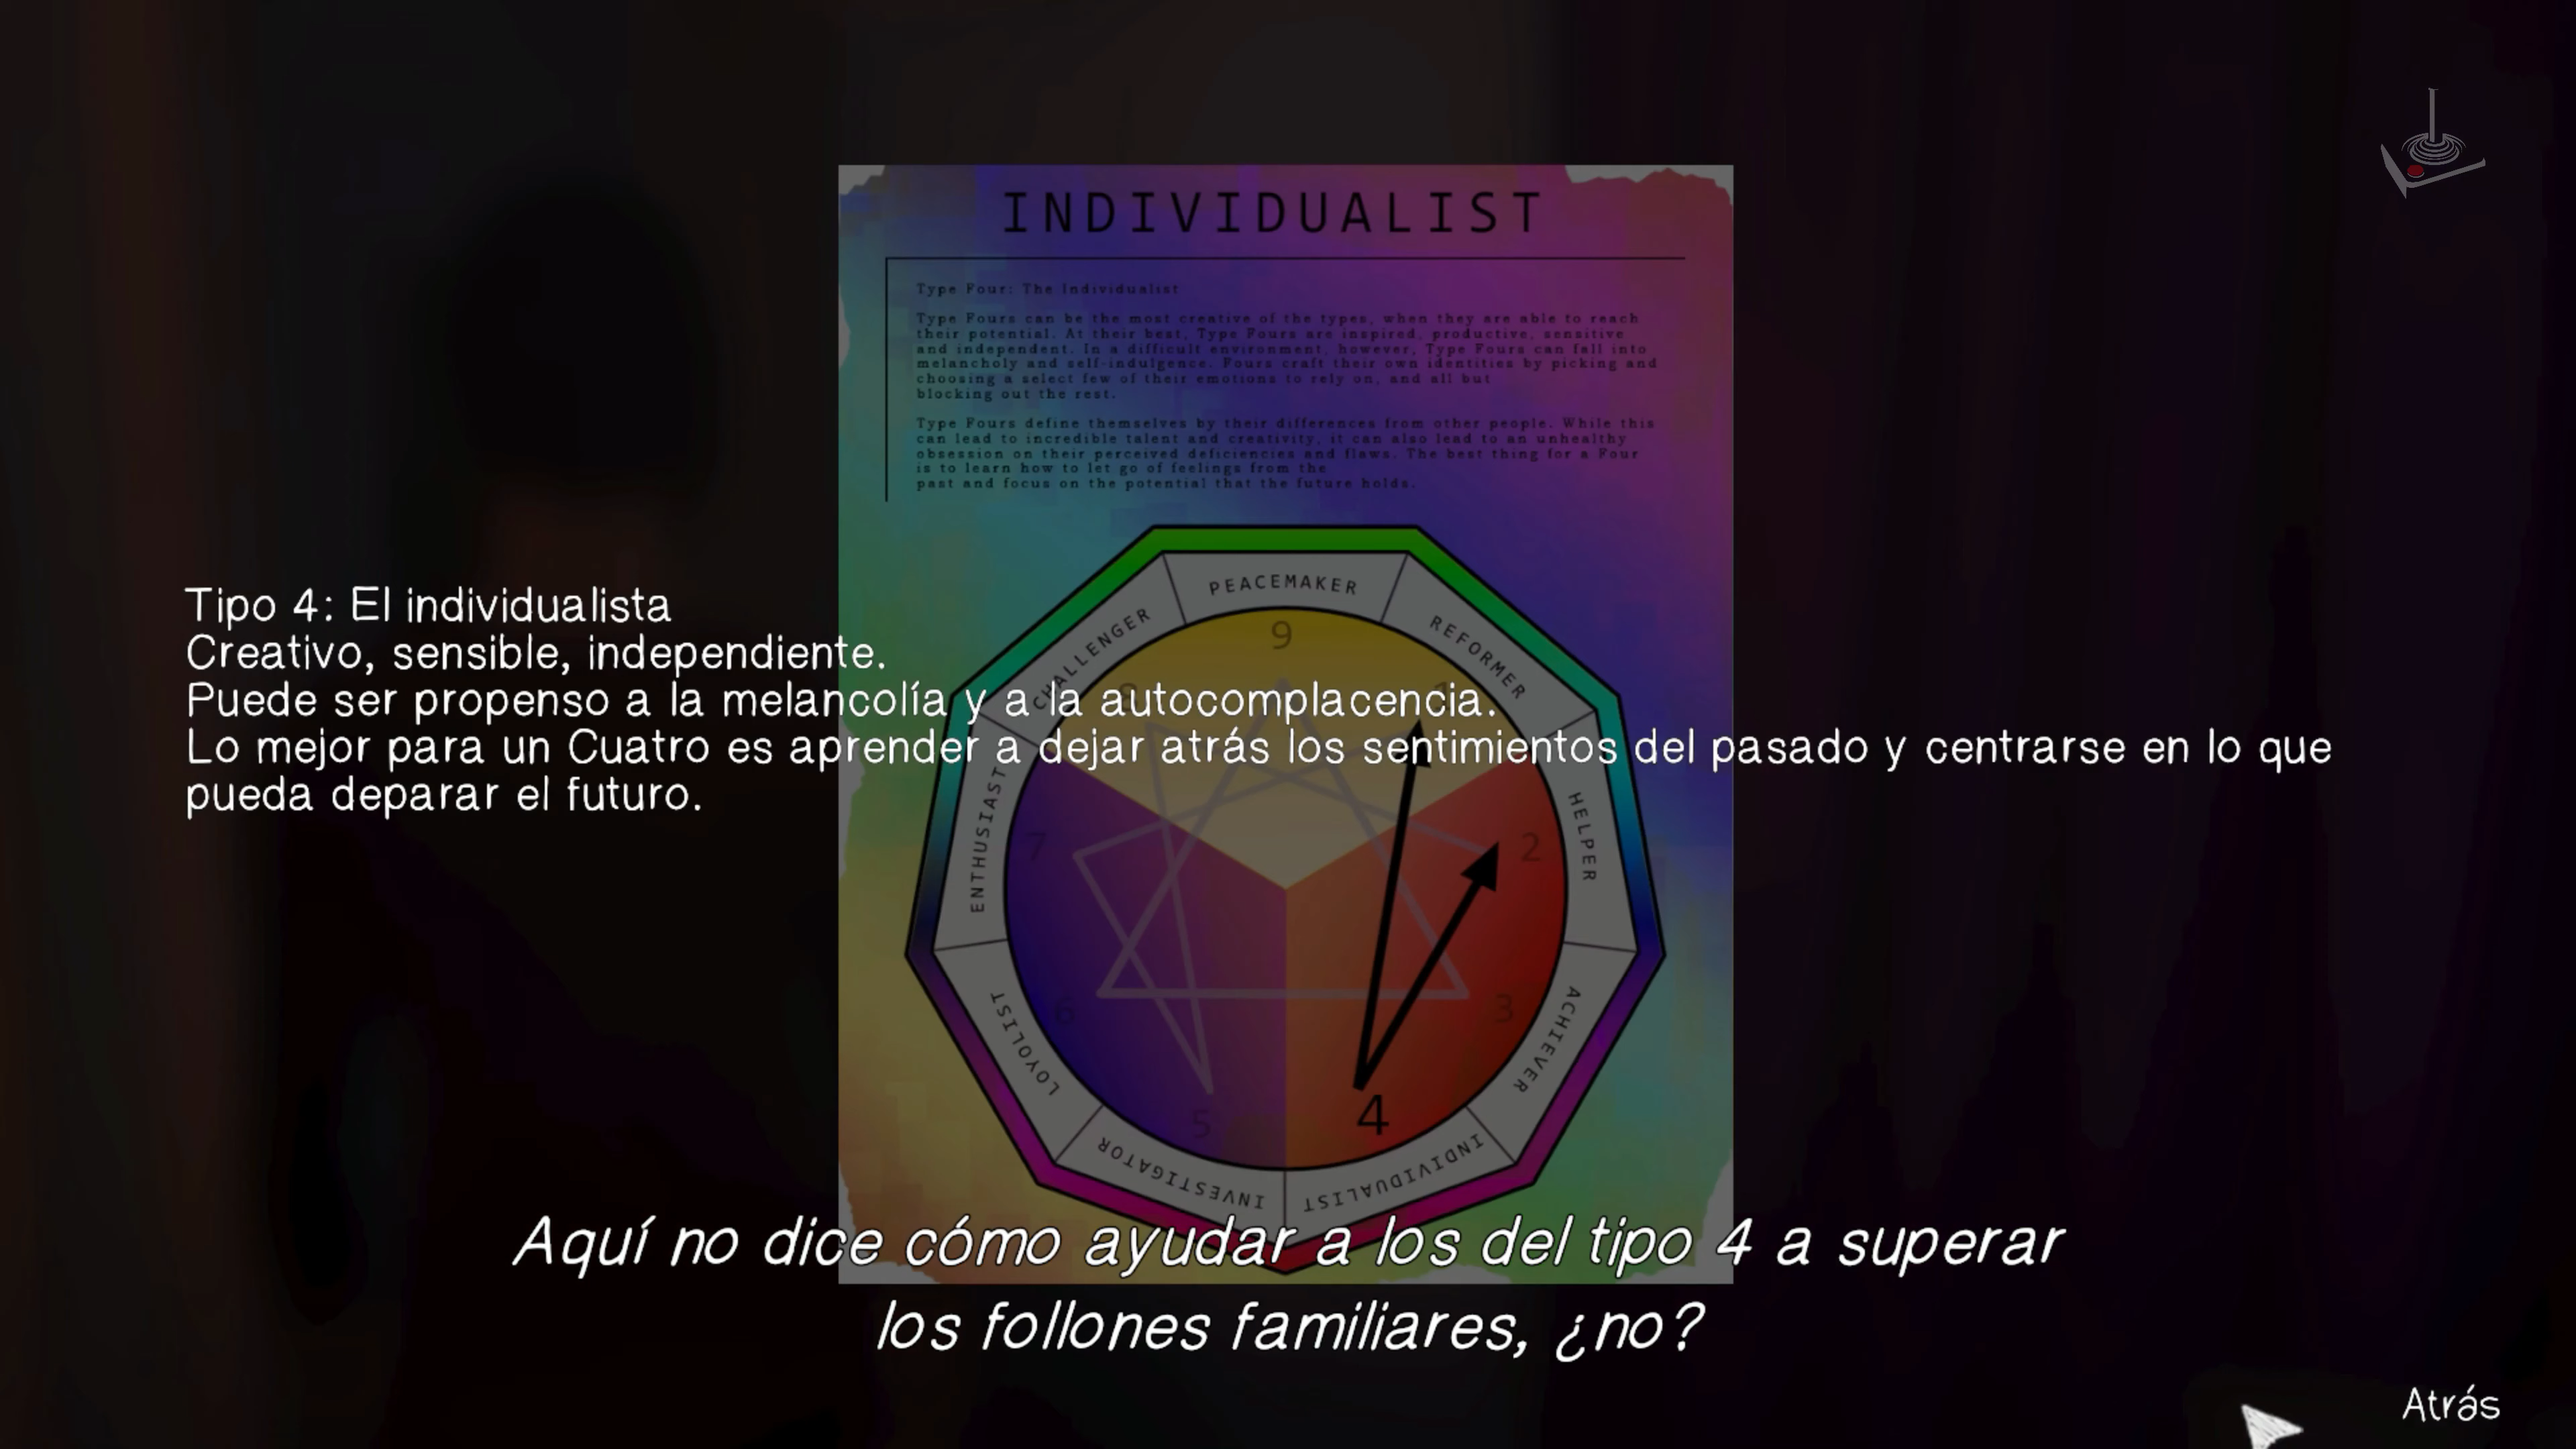 INDIVIDUALIST
Type Four: The Individualist
Type Fours can be the most creative of the types, when they are able to reach
their potential. At their best, Type Fours are inspired, productive, sensitive
and independent. In a difficult environment, however, Type Fours can fall into
melancholy and self-indulgence. Fours craft their own identities by picking and
choosing a select few of their emotions to rely on, and all but
blocking out the rest.
Type Fours define themselves by their differences from other people. While this
can lead to incredible talent and creativity, it can also lead to an unhealthy
obsession on their perceived deficiencies and flaws. The best thing for a Four
is to learn how to let go of feelings from the
past and focus on the potential that the future holds.
Tipo 4: El individualista
Creativo, sensible, independiente.
Puede ser propenso a la melancolía y a la autocomplacencia.
Lo mejor para un Cuatro es aprender a dejar atrás los sentimientos del pasado y centrarse en lo que
pueda deparar el futuro.
PEACEMAKER
REFORMER
HELPER
ACHIEVER
INDIVIDUALIST
INVESTIGATOR
LOYOLIST
ENTHUSIAST
CHALLENGER
9
2
3
4
5
6
7
8
Aquí no dice cómo ayudar a los del tipo 4 a superar
los follones familiares, ¿no?
Atrás